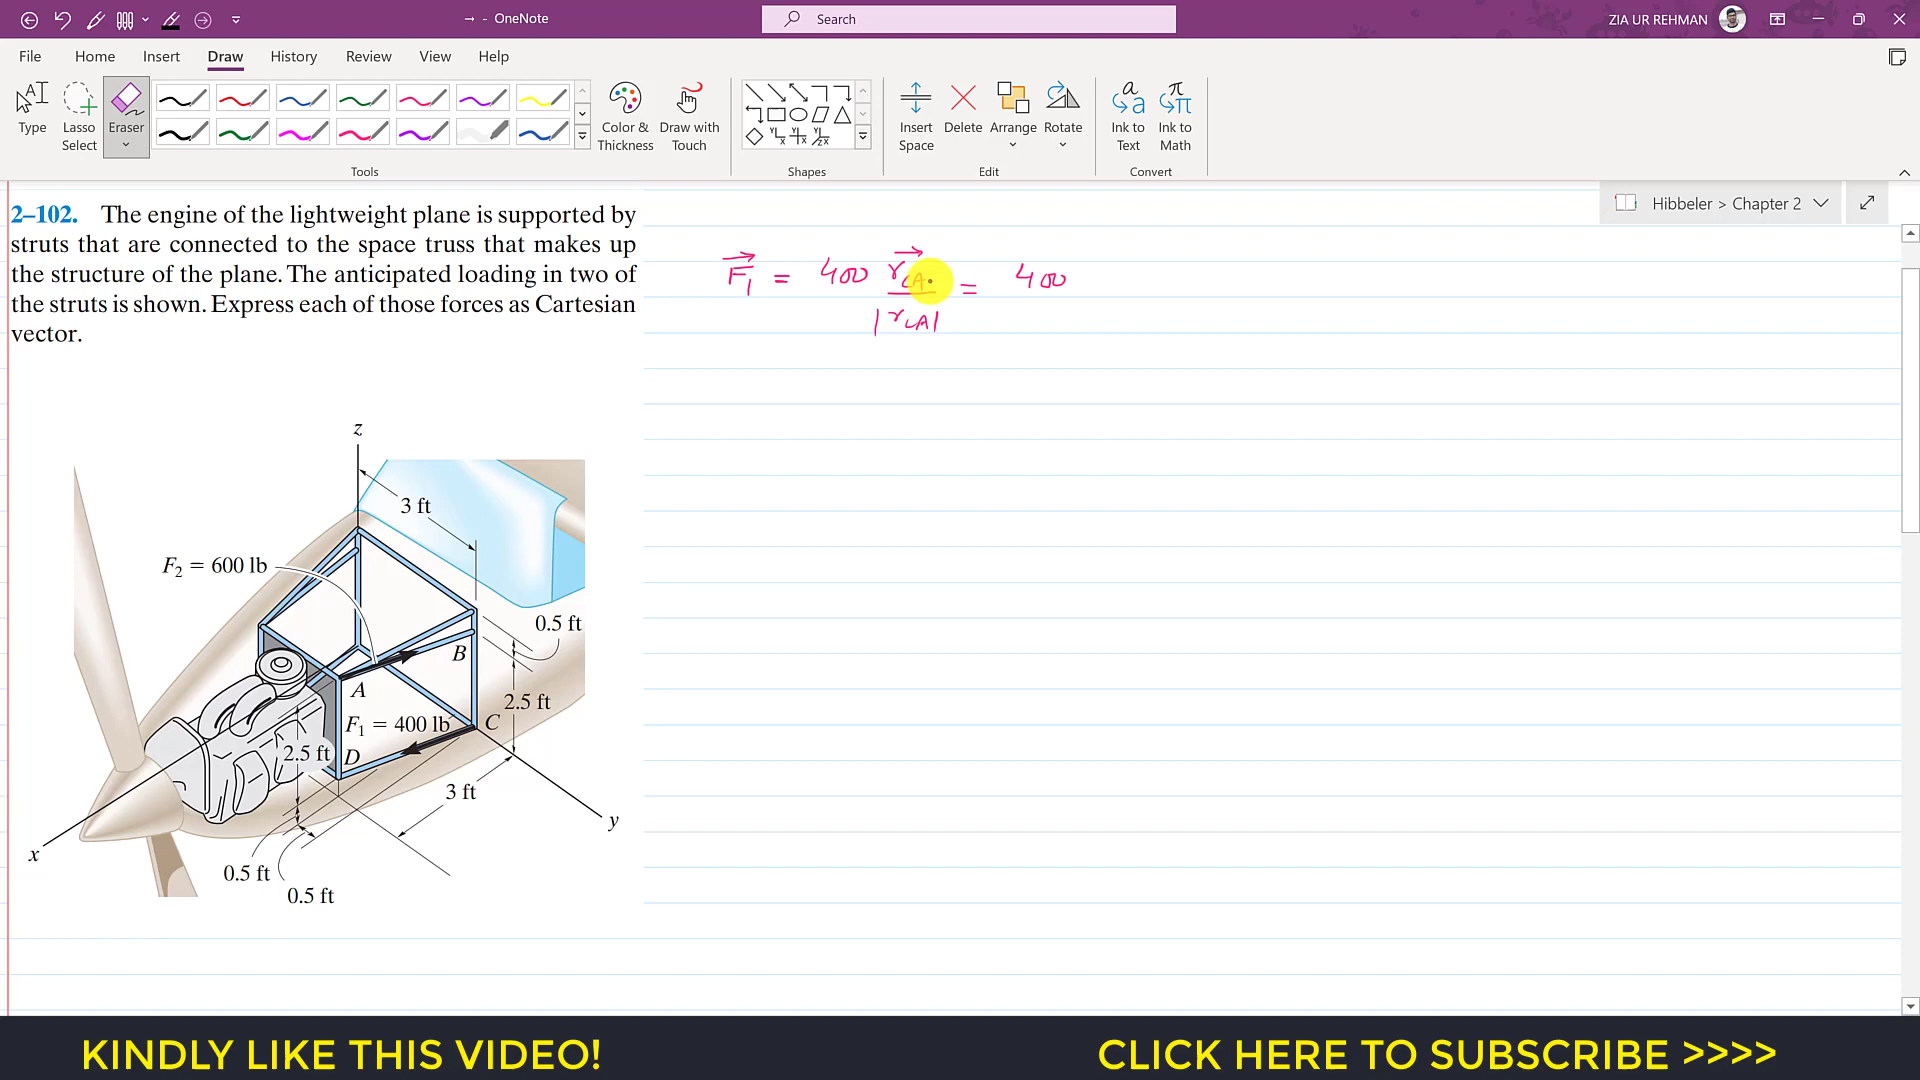 → - OneNote
Search
ZIA UR REHMAN
File Home Insert Draw History Review View Help
Type
Lasso Select
Eraser
Color & Thickness
Draw with Touch
Insert Space
Delete
Arrange
Rotate
Ink to Text
Ink to Math
Tools
Shapes
Edit
Convert
Hibbeler > Chapter 2
2–102. The engine of the lightweight plane is supported by
struts that are connected to the space truss that makes up
the structure of the plane. The anticipated loading in two of
the struts is shown. Express each of those forces as Cartesian
vector.
F1 = 400 rCA = 400
|rCA|
z
3 ft
F2 = 600 lb
0.5 ft
B
A
2.5 ft
F1 = 400 lb
C
2.5 ft
D
3 ft
y
x
0.5 ft
0.5 ft
KINDLY LIKE THIS VIDEO!
CLICK HERE TO SUBSCRIBE >>>>